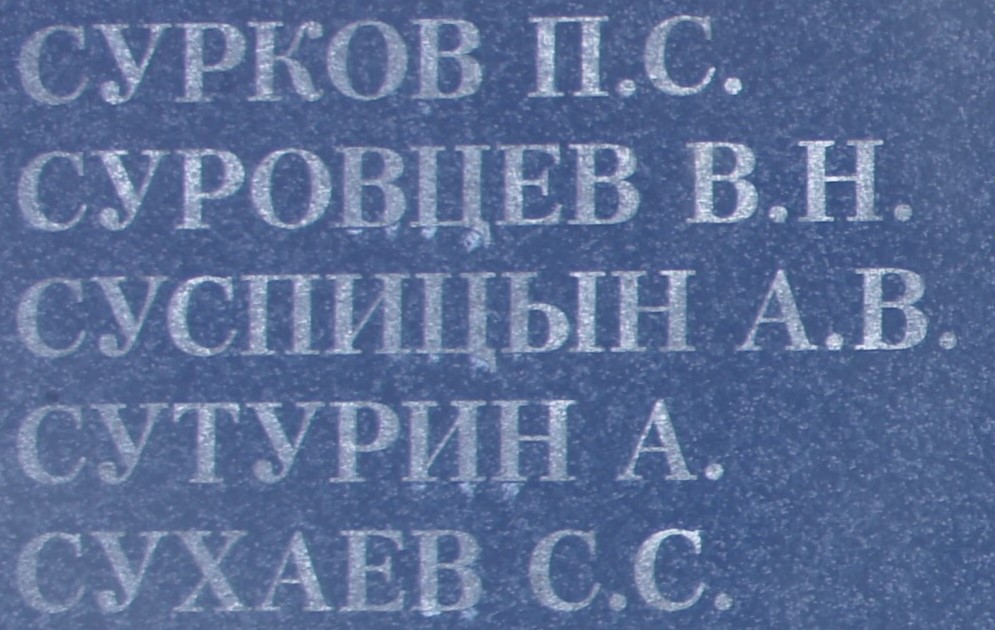 СУРКОВ П.С.
СУРОВЦЕВ В.Н.
СУСПИЦЫН А.В.
СУТУРИН А.
СУХАЕВ С.С.